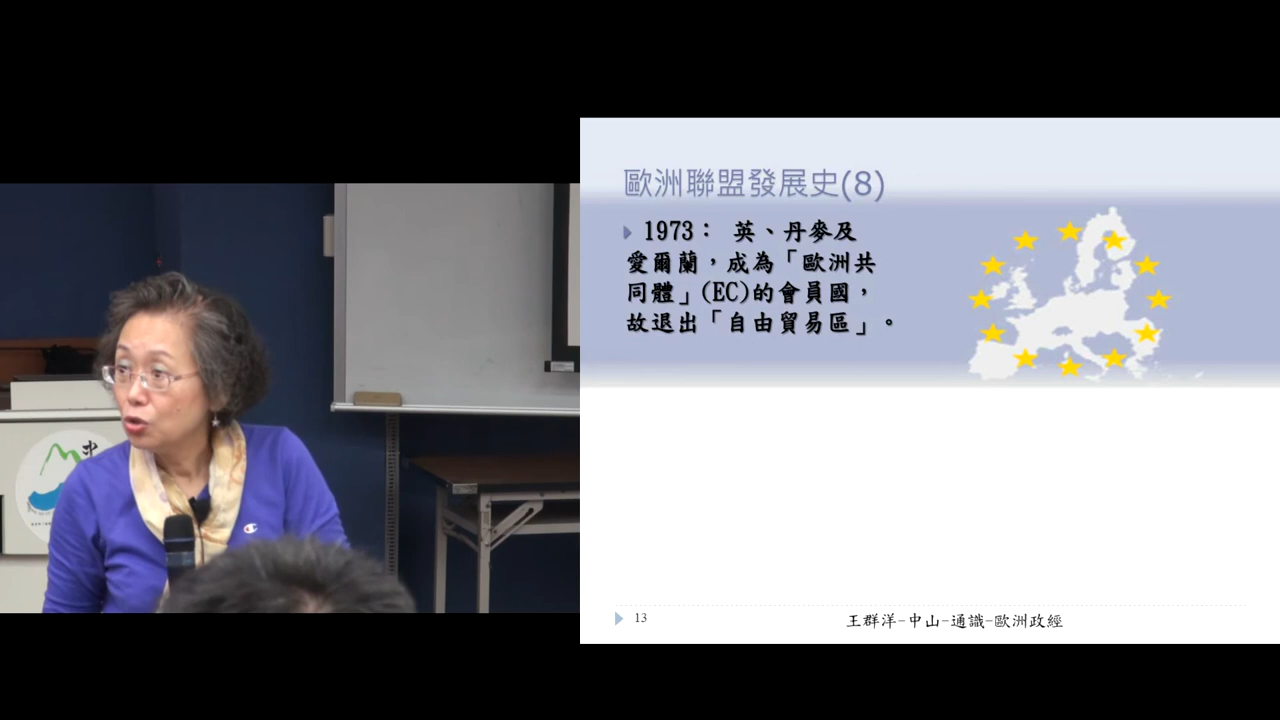 歐洲聯盟發展史(8)
1973： 英、丹麥及
愛爾蘭，成為「歐洲共
同體」(EC)的會員國，
故退出「自由貿易區」。
13
王群洋-中山-通識-歐洲政經